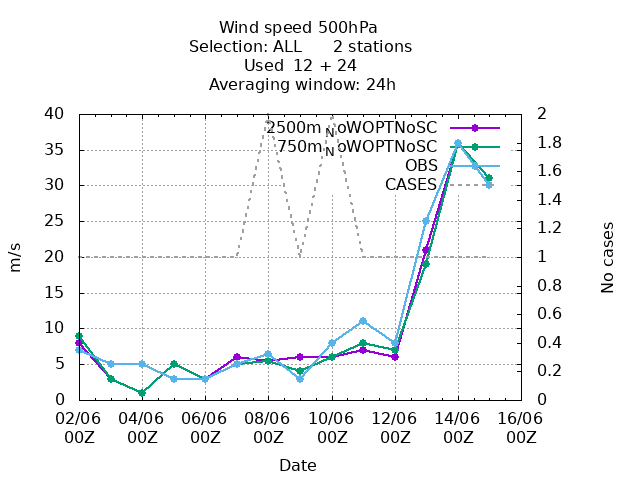 Wind speed 500hPa
Selection: ALL 2 stations
Used 12 + 24
Averaging window: 24h
40 2
2500m NoWOPTNoSC
35 1.8
750m NoWOPTNoSC
OBS
30 1.6
CASES
25 1.4
1.2
20 1
15 0.8
10 0.6
0.4
5 0.2
0 0
m/s
No cases
02/06 04/06 06/06 08/06 10/06 12/06 14/06 16/06
00Z 00Z 00Z 00Z 00Z 00Z 00Z 00Z
Date